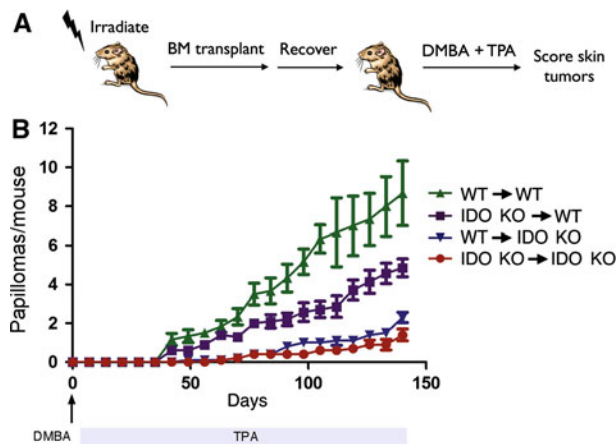 A
Irradiate
BM transplant
Recover
DMBA + TPA
Score skin
tumors
B
Papillomas/mouse
12
10
8
6
4
2
0
0
50
100
150
Days
WT → WT
IDO KO → WT
WT → IDO KO
IDO KO → IDO KO
DMBA
TPA